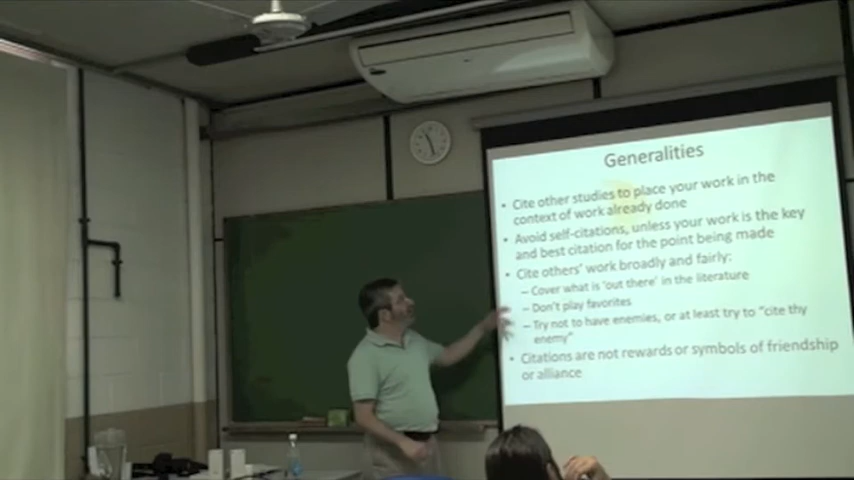 Generalities
• Cite other studies to place your work in the
context of work already done
• Avoid self-citations, unless your work is the key
and best citation for the point being made
• Cite others' work broadly and fairly:
– Cover what is 'out there' in the literature
– Don't play favorites
– Try not to have enemies, or at least try to "cite thy
enemy"
• Citations are not rewards or symbols of friendship
or alliance